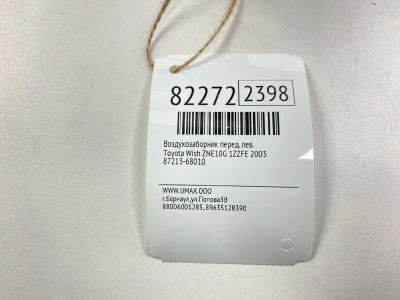 82272 2398
Воздухозаборник перед. лев.
Toyota Wish ZNE10G 1ZZFE 2003
87213-68010
WWW.UMAX.OOO
г.Барнаул,ул.Попова3В
88006001285, 89635128390